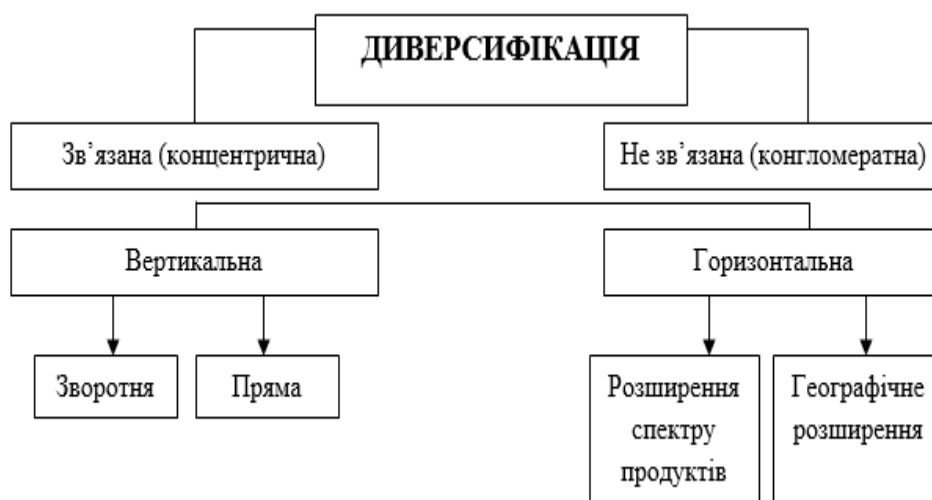 ДИВЕРСИФІКАЦІЯ
Зв’язана (концентрична)
Не зв’язана (конгломератна)
Вертикальна
Горизонтальна
Зворотня
Пряма
Розширення
спектру
продуктів
Географічне
розширення